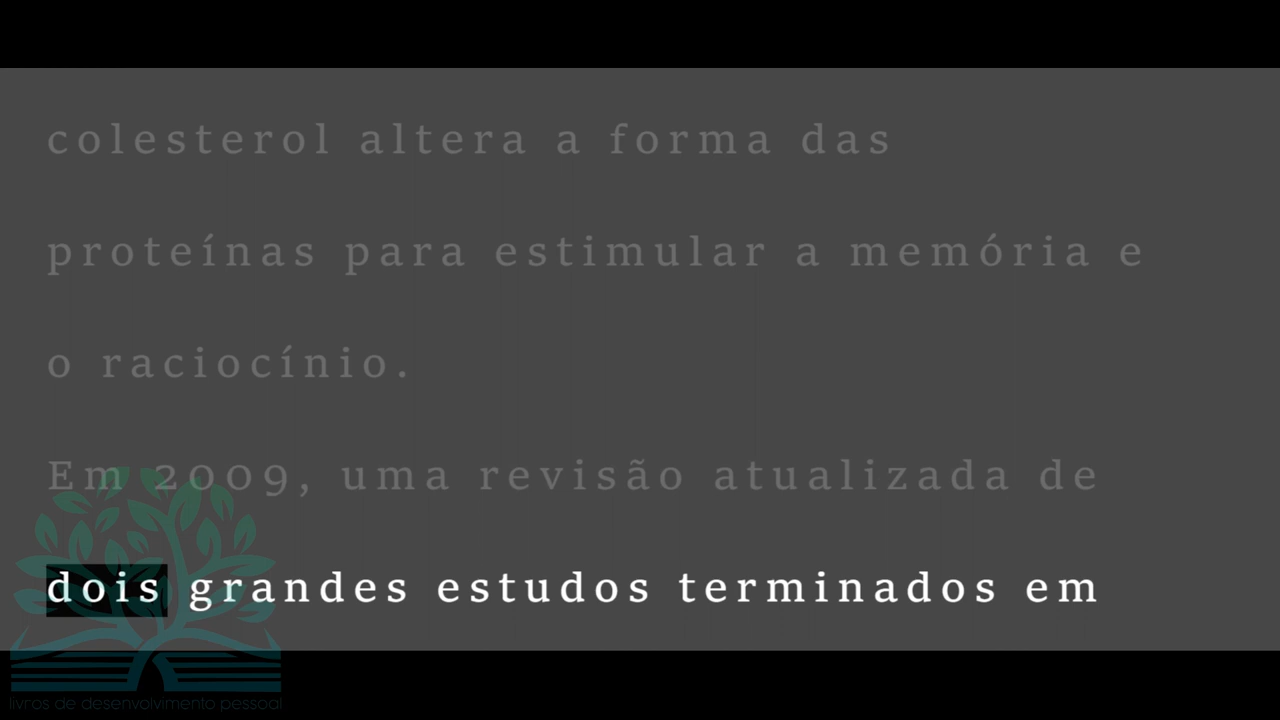 colesterol altera a forma das
proteínas para estimular a memória e
o raciocínio.
Em 2009, uma revisão atualizada de
dois grandes estudos terminados em
livros de desenvolvimento pessoal